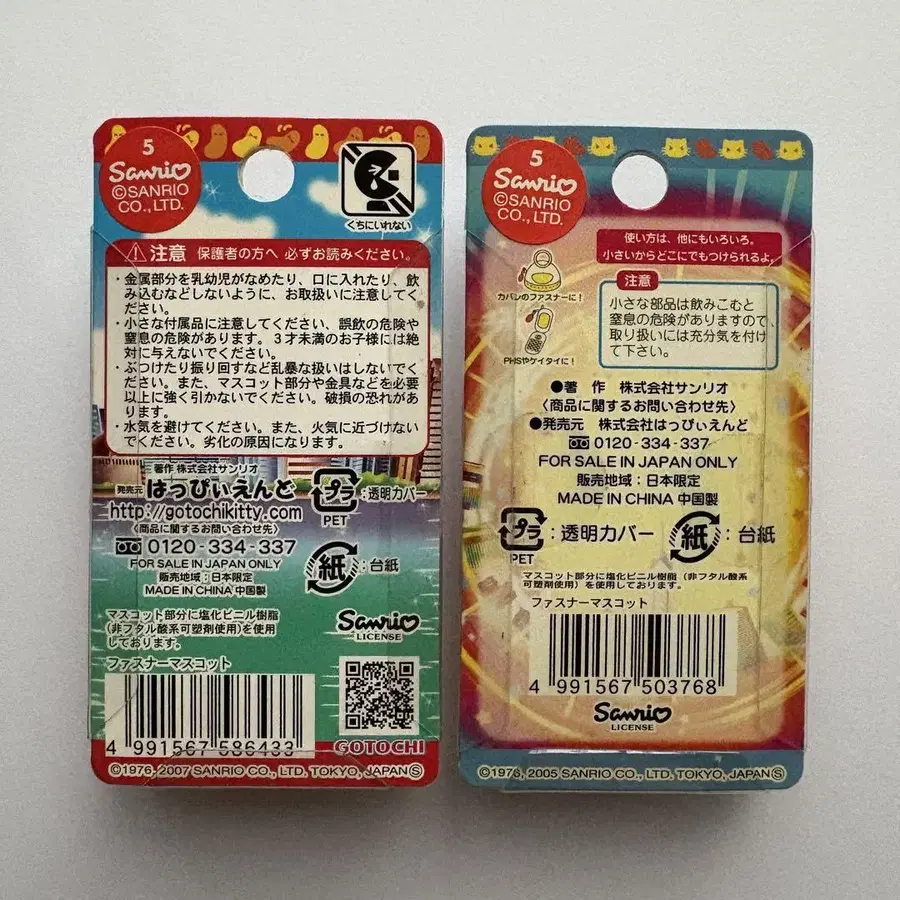 5
Sanrio
©SANRIO
CO., LTD.
くちにいれない
注意 保護者の方へ 必ずお読みください。
・金属部分を乳幼児がなめたり、口に入れたり、飲
み込むなどしないように、お取扱いに注意してく
ださい。
・小さな付属品に注意してください、誤飲の危険や
窒息の危険があります。3才未満のお子様には絶
対に与えないでください。
・ぶつけたり振り回すなど乱暴な扱いはしないでく
ださい。また、マスコット部分や金具などを必要
以上に強く引かないでください。破損の恐れがあ
ります。
・水気を避けてください。また、火気に近づけない
でください。劣化の原因になります。
著作 株式会社サンリオ
発売元 はっぴぃえんど
http://gotochikitty.com
〈商品に関するお問い合わせ先〉
0120-334-337
FOR SALE IN JAPAN ONLY
販売地域：日本限定
MADE IN CHINA 中国製
プラ
PET
：透明カバー
紙
：台紙
マスコット部分に塩化ビニル樹脂
(非フタル酸系可塑剤使用)を使用
しております。
Sanrio
LICENSE
ファスナーマスコット
4 991567 586433
GOTOCHI
©1976, 2007 SANRIO CO., LTD. TOKYO, JAPAN Ⓢ
5
Sanrio
©SANRIO
CO., LTD.
使い方は、他にもいろいろ。
小さいからどこにでもつけられるよ。
カバンのファスナーに！
PHSやケイタイに！
注意
小さな部品は飲みこむと
窒息の危険がありますので、
取り扱いには充分気を付け
て下さい。
●著 作 株式会社サンリオ
〈商品に関するお問い合わせ先〉
●発売元 株式会社はっぴぃえんど
0120-334-337
FOR SALE IN JAPAN ONLY
販売地域：日本限定
MADE IN CHINA 中国製
プラ
PET
：透明カバー
紙
：台紙
マスコット部分に塩化ビニル樹脂（非フタル酸系
可塑剤使用）を使用しております。
ファスナーマスコット
4 991567 503768
Sanrio
LICENSE
©1976, 2005 SANRIO CO., LTD. TOKYO, JAPAN Ⓢ